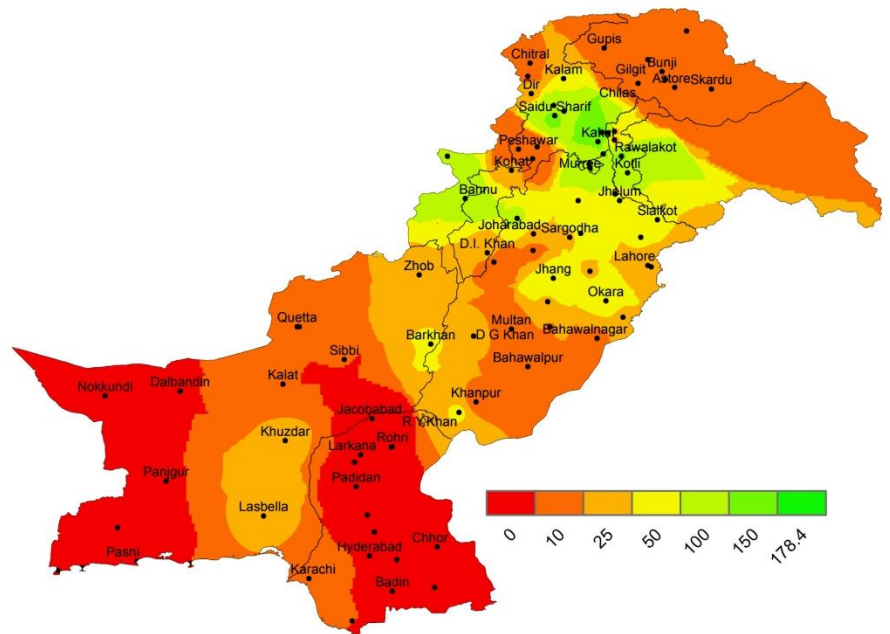 Gupis
Chitral
Bunji
Kalam
Gilgit
Astore
Skardu
Dir
Chilas
Saidu Sharif
Peshawar
Rawalakot
Kohat
Murree
Kotli
Bannu
Jhelum
Sialkot
Joharabad
Sargodha
D.I. Khan
Lahore
Zhob
Jhang
Okara
Quetta
Multan
Barkhan
D G Khan
Bahawalnagar
Sibbi
Bahawalpur
Kalat
Dalbandin
Nokkundi
Khanpur
Jacobabad
R.Y.Khan
Khuzdar
Rohri
Larkana
Panjgur
Padidan
Lasbella
Hyderabad
Chhor
Pasni
Karachi
Badin
0
10
25
50
100
150
178.4